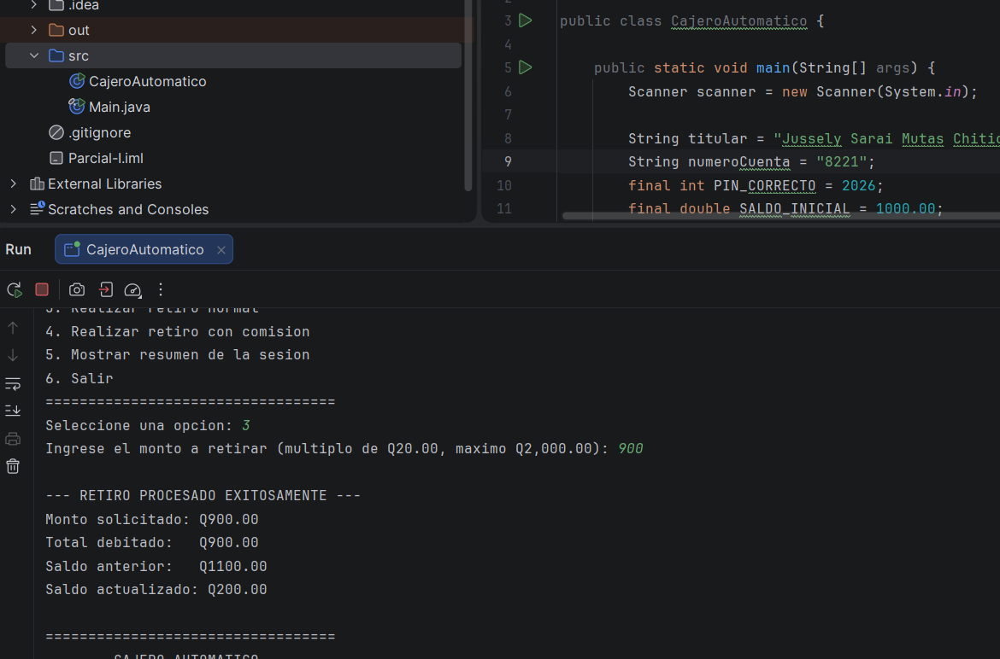 .idea
out
src
CajeroAutomatico
Main.java
.gitignore
Parcial-I.iml
External Libraries
Scratches and Consoles
3 public class CajeroAutomatico {
4
5 public static void main(String[] args) {
6 Scanner scanner = new Scanner(System.in);
7
8 String titular = "Jussely Sarai Mutas
9 String numeroCuenta = "8221";
10 final int PIN_CORRECTO = 2026;
11 final double SALDO_INICIAL = 1000.00;
Run
CajeroAutomatico
3. Realizar retiro normal
4. Realizar retiro con comision
5. Mostrar resumen de la sesion
6. Salir
==================================
Seleccione una opcion: 3
Ingrese el monto a retirar (multiplo de Q20.00, maximo Q2,000.00): 900
--- RETIRO PROCESADO EXITOSAMENTE ---
Monto solicitado: Q900.00
Total debitado: Q900.00
Saldo anterior: Q1100.00
Saldo actualizado: Q200.00
==================================
CAJERO AUTOMATICO